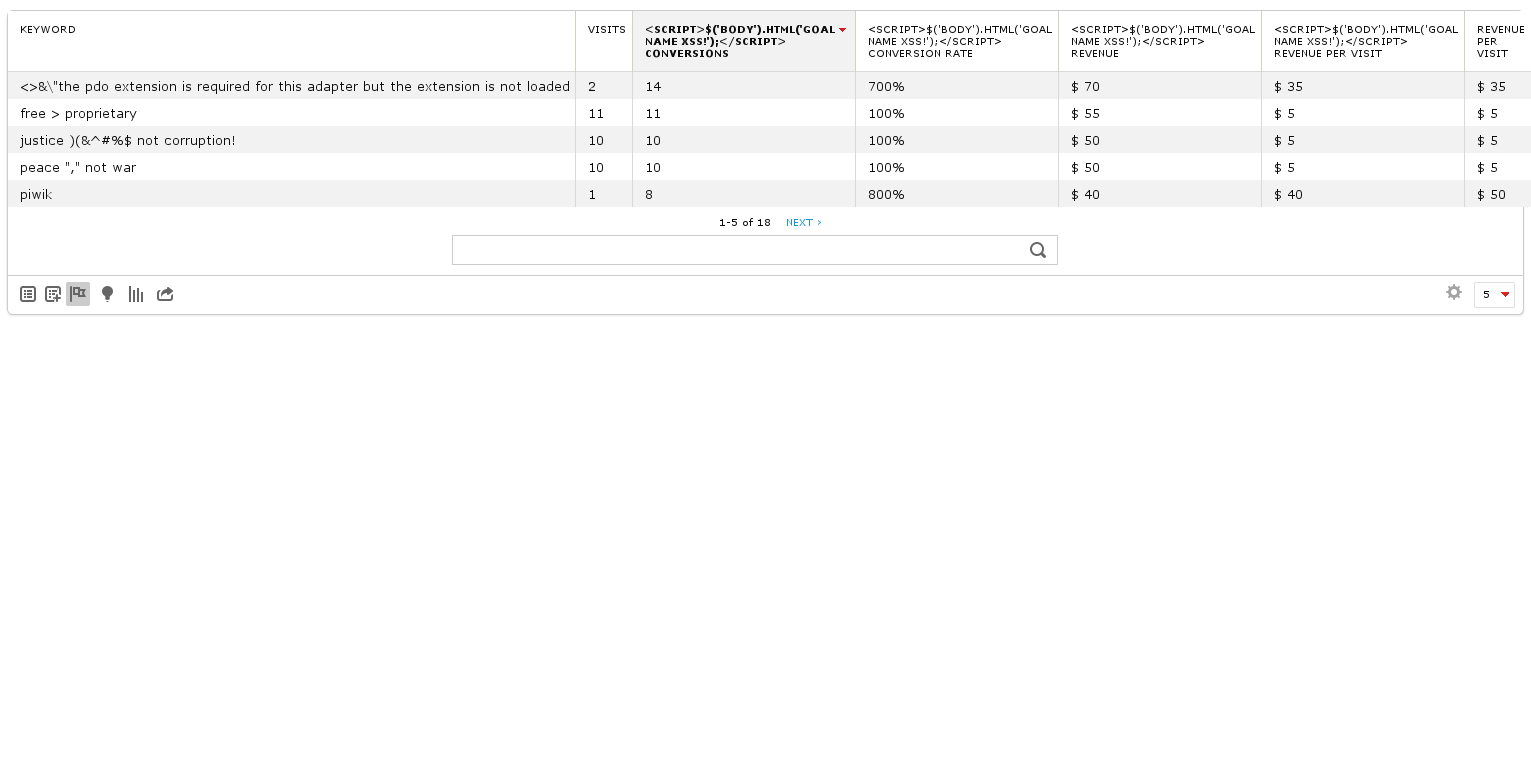 KEYWORD
VISITS
<SCRIPT>$('BODY').HTML('GOAL
NAME XSS!');</SCRIPT>
CONVERSIONS
<SCRIPT>$('BODY').HTML('GOAL
NAME XSS!');</SCRIPT>
CONVERSION RATE
<SCRIPT>$('BODY').HTML('GOAL
NAME XSS!');</SCRIPT>
REVENUE
<SCRIPT>$('BODY').HTML('GOAL
NAME XSS!');</SCRIPT>
REVENUE PER VISIT
REVENUE
PER
VISIT
<>&\"the pdo extension is required for this adapter but the extension is not loaded 2 14 700% $ 70 $ 35 $ 35
free > proprietary 11 11 100% $ 55 $ 5 $ 5
justice )(&^#%$ not corruption! 10 10 100% $ 50 $ 5 $ 5
peace "," not war 10 10 100% $ 50 $ 5 $ 5
piwik 1 8 800% $ 40 $ 40 $ 50
1-5 of 18 NEXT ›
5